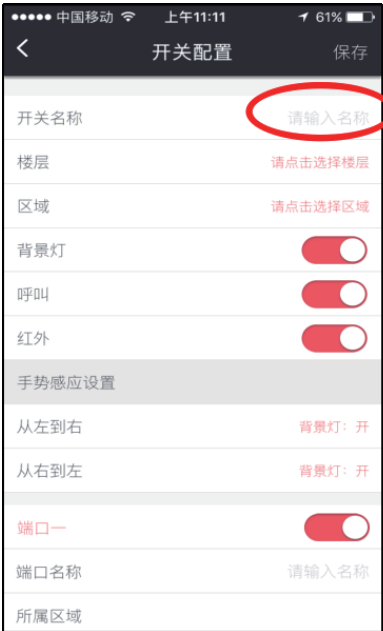 中国移动 上午11:11 61%
开关配置 保存
开关名称 请输入名称
楼层 请点击选择楼层
区域 请点击选择区域
背景灯
呼叫
红外
手势感应设置
从左到右 背景灯：开
从右到左 背景灯：开
端口一
端口名称 请输入名称
所属区域